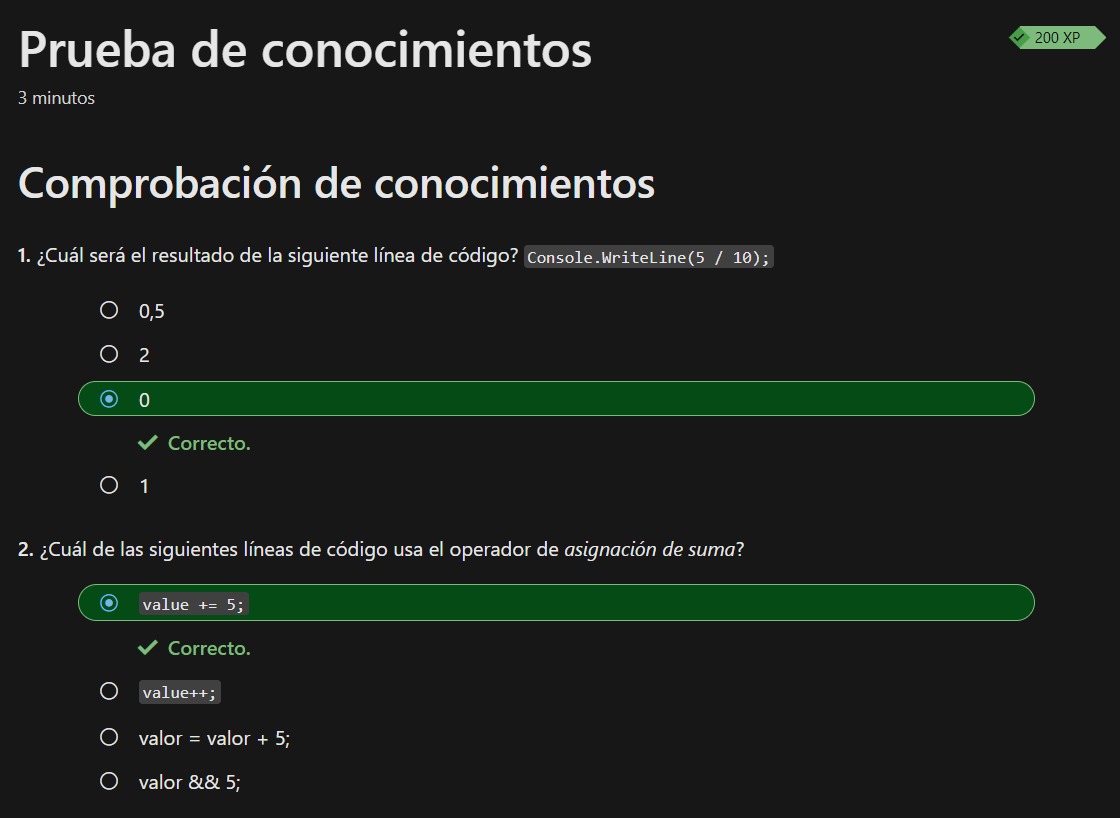 Prueba de conocimientos
200 XP
3 minutos
Comprobación de conocimientos
1. ¿Cuál será el resultado de la siguiente línea de código? Console.WriteLine(5 / 10);
0,5
2
0
Correcto.
1
2. ¿Cuál de las siguientes líneas de código usa el operador de asignación de suma?
value += 5;
Correcto.
value++;
valor = valor + 5;
valor && 5;